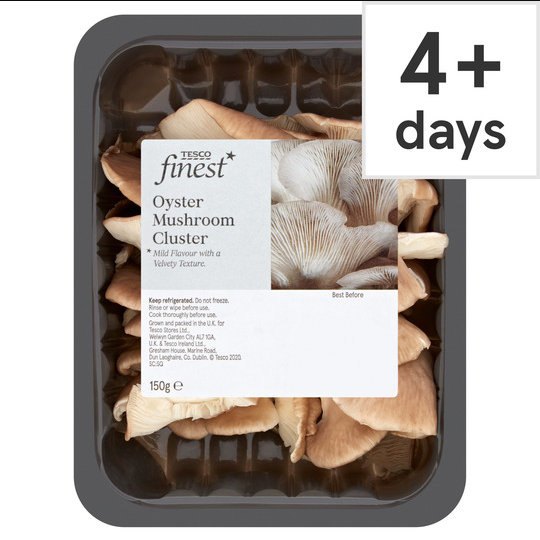 4+
days
TESCO
finest*
Oyster
Mushroom
Cluster
* Mild Flavour with a
Velvety Texture.
Best Before
Keep refrigerated. Do not freeze.
Rinse or wipe before use.
Cook thoroughly before use.
Grown and packed in the U.K. for
Tesco Stores Ltd.,
Welwyn Garden City AL7 1GA,
U.K. & Tesco Ireland Ltd.,
Gresham House, Marine Road,
Dun Laoghaire, Co. Dublin. © Tesco 2020.
SC:SQ
150g ℮